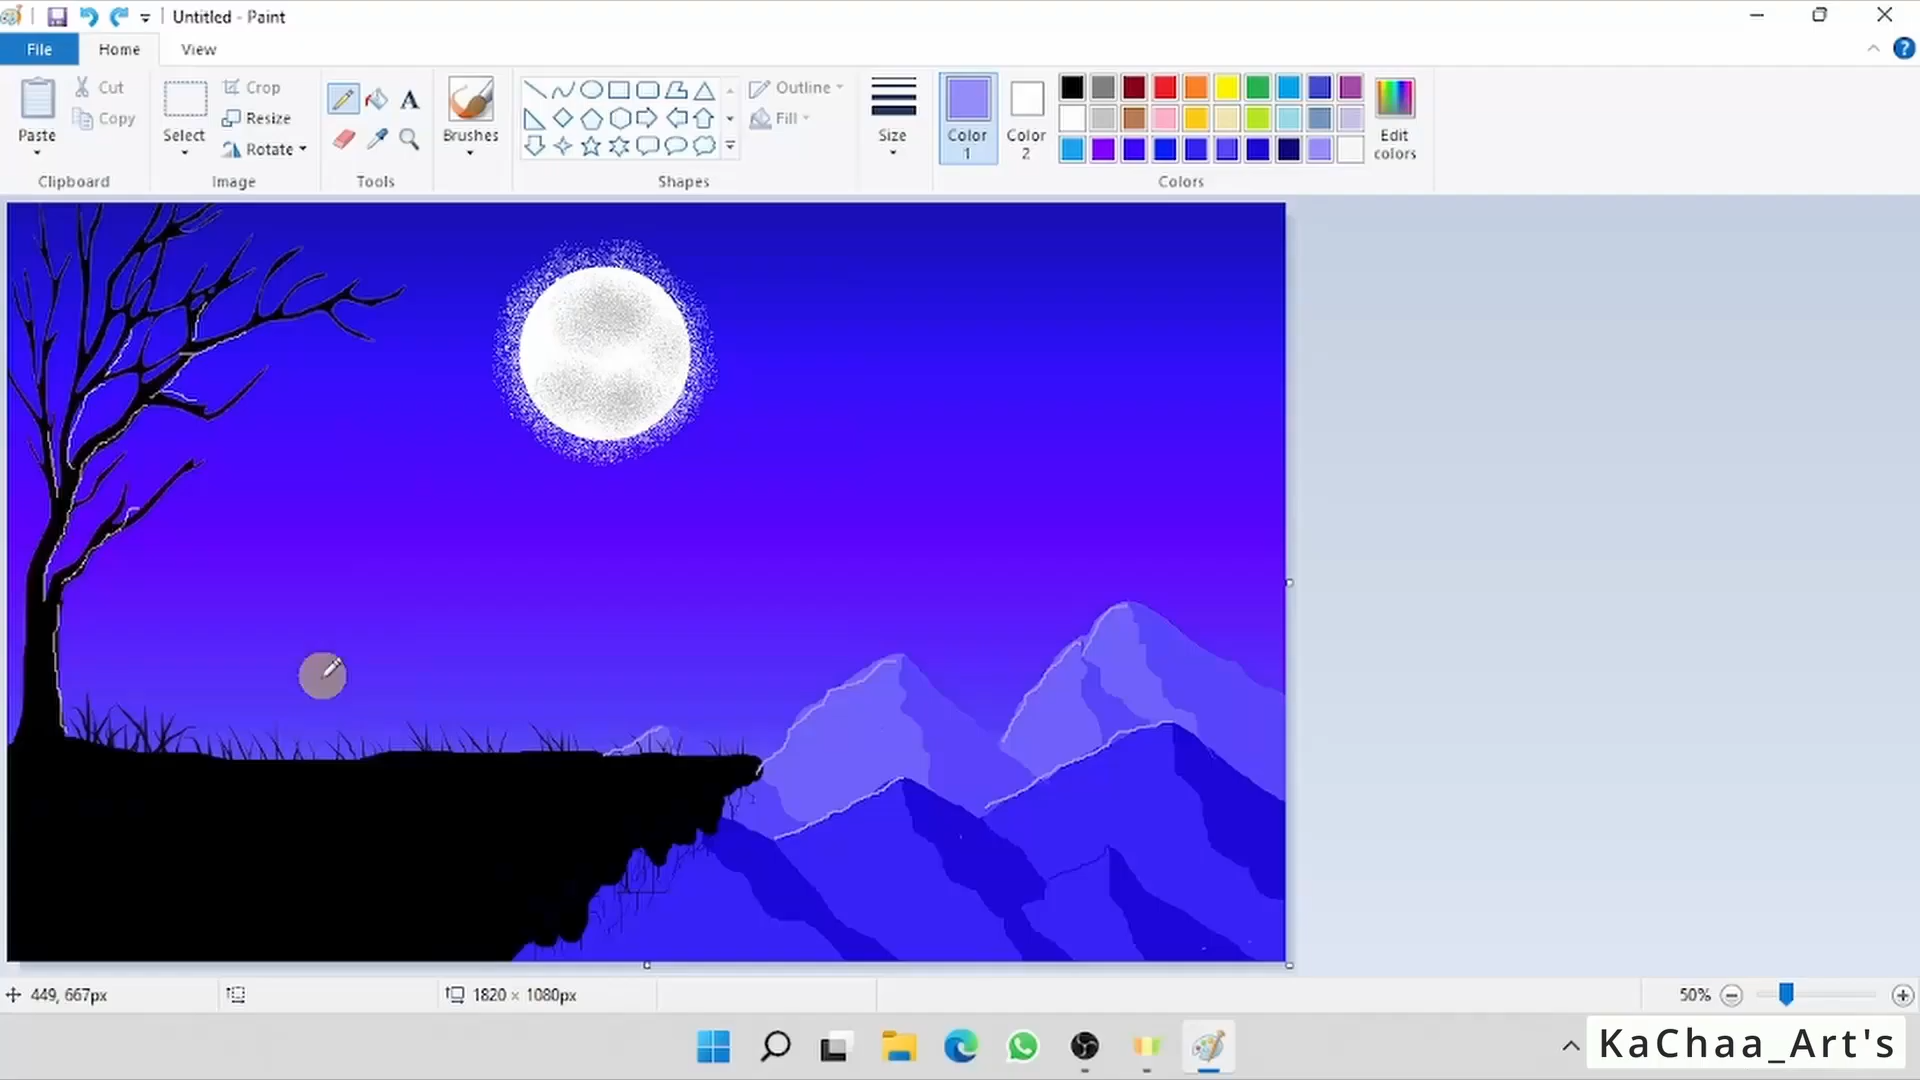 Untitled - Paint
File Home View
Paste
Cut
Copy
Clipboard
Select
Crop
Resize
Rotate
Image
A
Tools
Brushes
Shapes
Outline
Fill
Size
Color
1
Color
2
Edit
colors
Colors
?
449, 667px
1820 × 1080px
50%
KaChaa_Art's